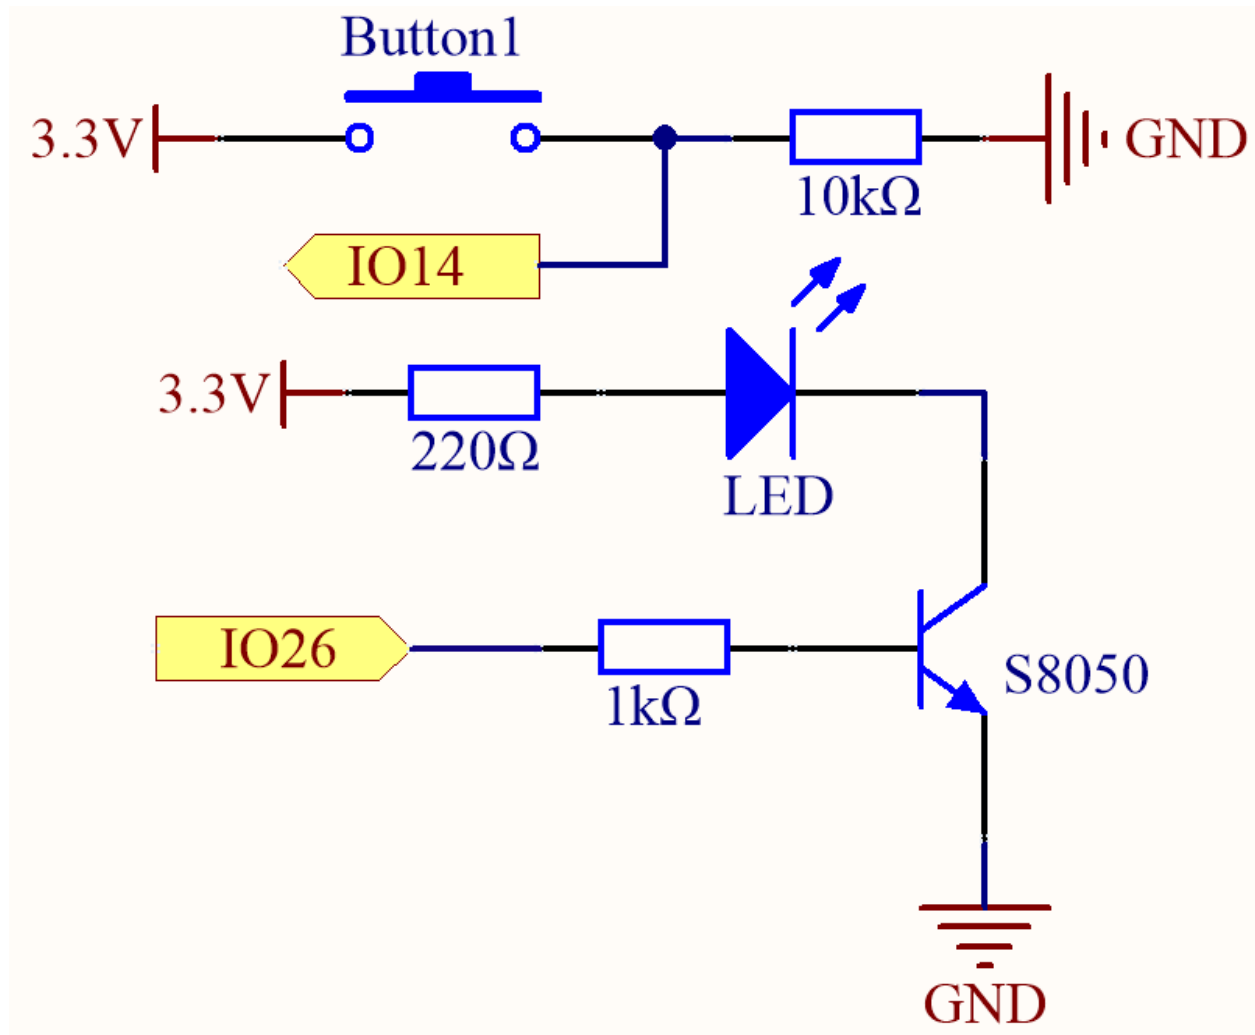 Button1
3.3V
GND
10kΩ
IO14
3.3V
220Ω
LED
IO26
1kΩ
S8050
GND